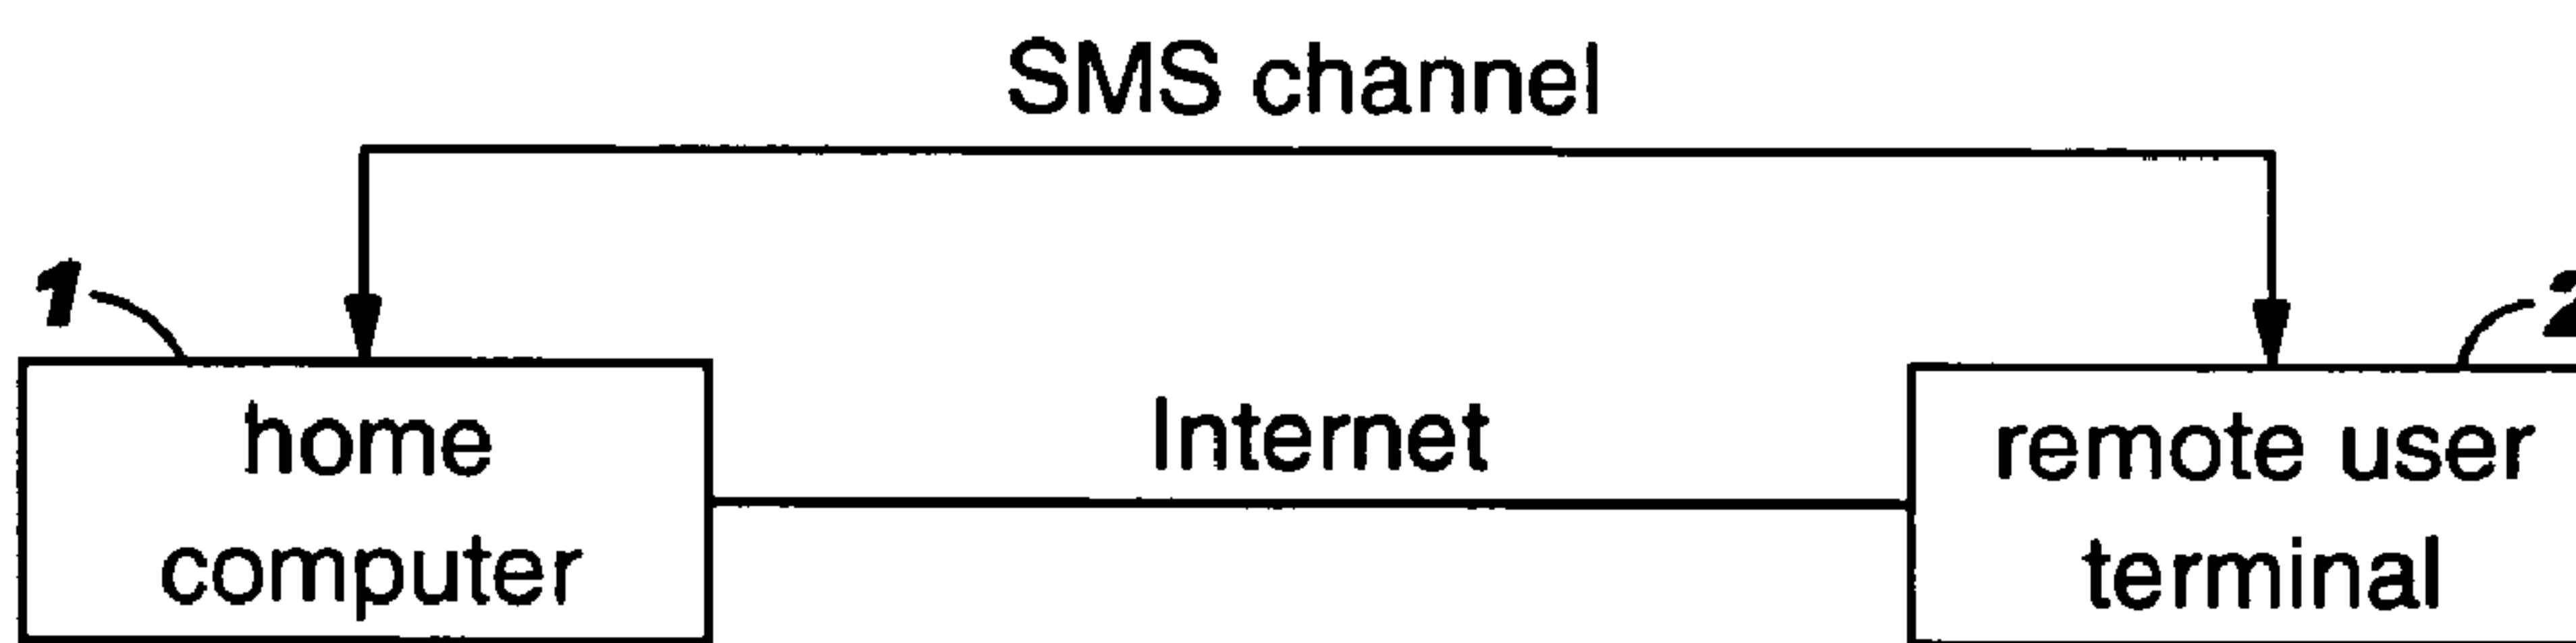 SMS channel
1
2
home
computer
Internet
remote user
terminal